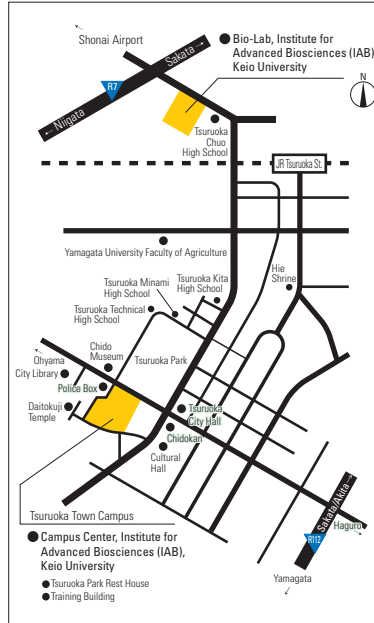 Shonai Airport
Bio-Lab, Institute for
Advanced Biosciences (IAB)
Keio University
Sakata
R7
Niigata
N
Tsuruoka
Chuo
High School
JR Tsuruoka St.
Yamagata University Faculty of Agriculture
Tsuruoka Kita
High School
Hie
Shrine
Tsuruoka Minami
High School
Tsuruoka Technical
High School
Ohyama
City Library
Chido
Museum
Tsuruoka Park
Police Box
Daitokuji
Temple
Tsuruoka
City Hall
Chidokan
Cultural
Hall
Tsuruoka Town Campus
Campus Center, Institute for
Advanced Biosciences (IAB),
Keio University
Tsuruoka Park Rest House
Training Building
Sakata/Akita
Haguro
R112
Yamagata